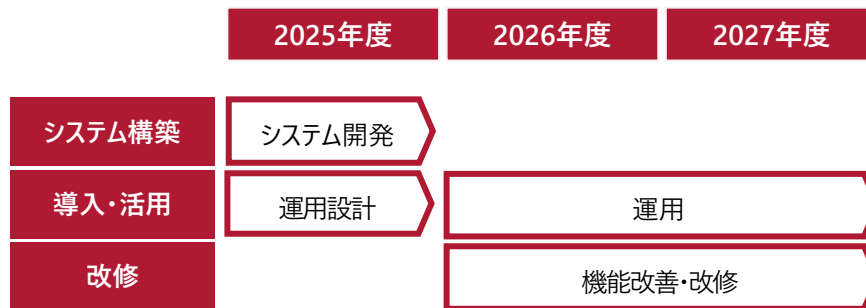 2025年度 2026年度 2027年度
システム構築 システム開発
導入・活用 運用設計 運用
改修 機能改善・改修